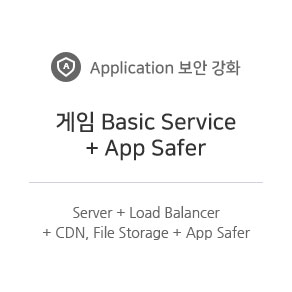 A
Application 보안 강화
게임 Basic Service
+ App Safer
Server + Load Balancer
+ CDN, File Storage + App Safer